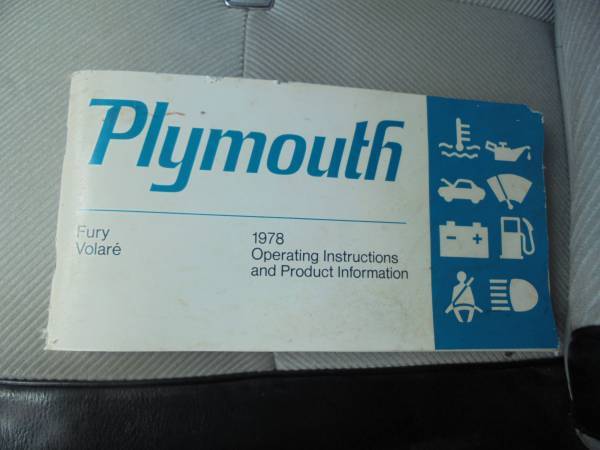 Plymouth
Fury
Volaré
1978
Operating Instructions
and Product Information